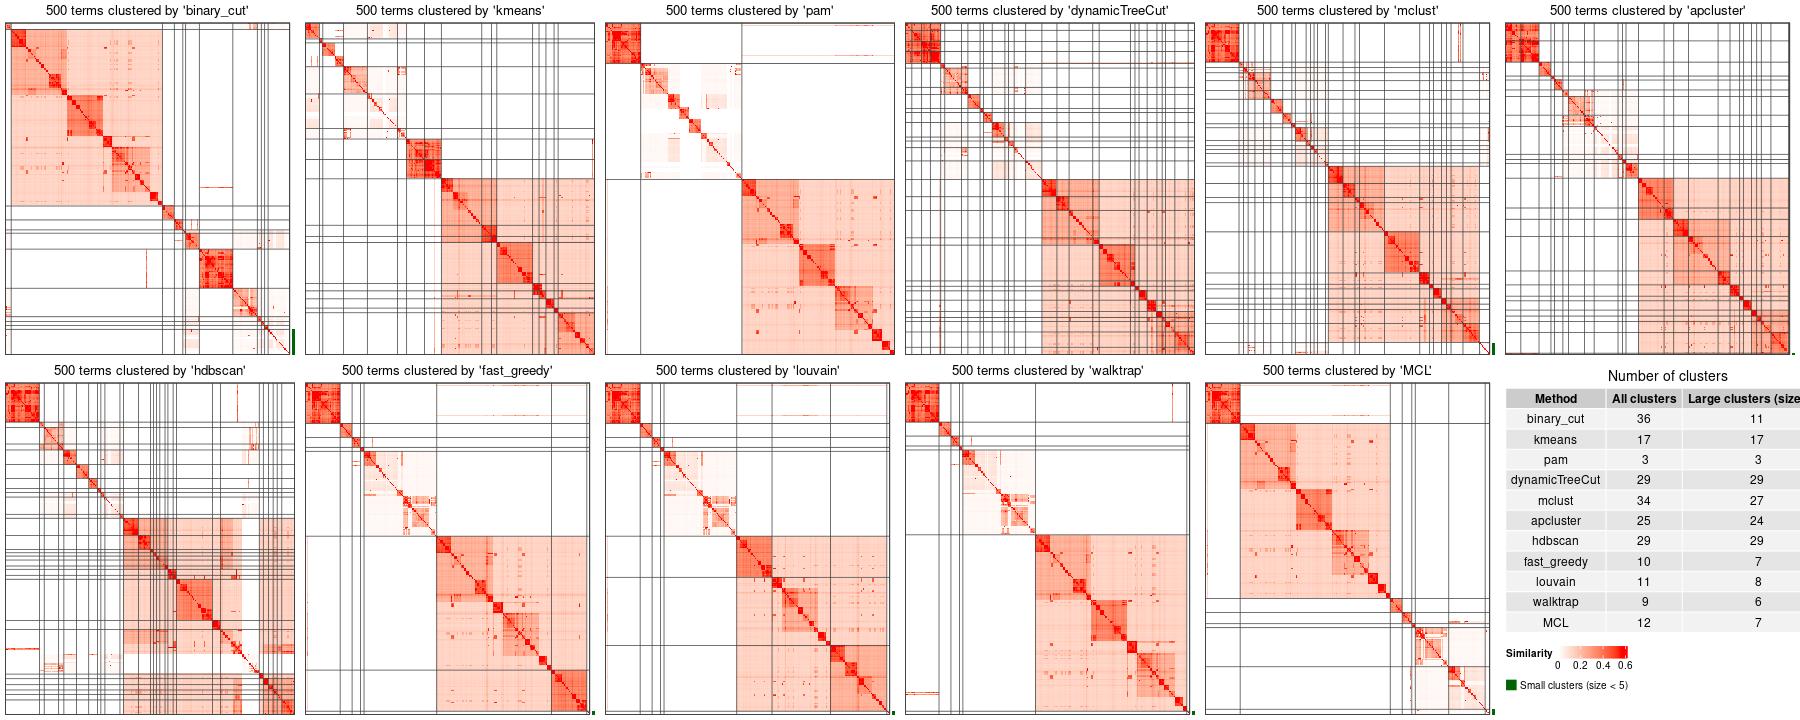 500 terms clustered by 'binary_cut'
500 terms clustered by 'kmeans'
500 terms clustered by 'pam'
500 terms clustered by 'dynamicTreeCut'
500 terms clustered by 'mclust'
500 terms clustered by 'apcluster'
500 terms clustered by 'hdbscan'
500 terms clustered by 'fast_greedy'
500 terms clustered by 'louvain'
500 terms clustered by 'walktrap'
500 terms clustered by 'MCL'
Number of clusters
Method All clusters Large clusters (size
binary_cut 36 11
kmeans 17 17
pam 3 3
dynamicTreeCut 29 29
mclust 34 27
apcluster 25 24
hdbscan 29 29
fast_greedy 10 7
louvain 11 8
walktrap 9 6
MCL 12 7
Similarity
0 0.2 0.4 0.6
Small clusters (size < 5)